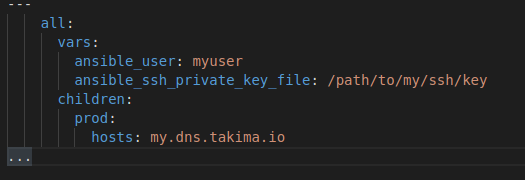 ---
    all:
      vars:
        ansible_user: myuser
        ansible_ssh_private_key_file: /path/to/my/ssh/key
      children:
        prod:
          hosts: my.dns.takima.io
...